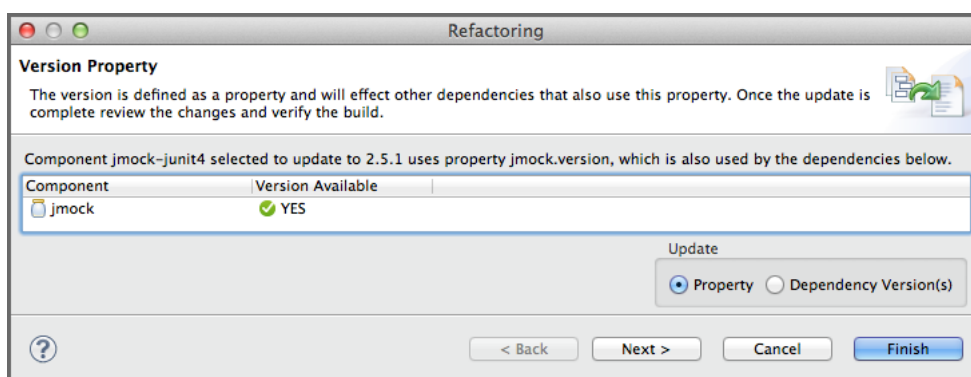 Refactoring
Version Property
The version is defined as a property and will effect other dependencies that also use this property. Once the update is
complete review the changes and verify the build.
Component jmock-junit4 selected to update to 2.5.1 uses property jmock.version, which is also used by the dependencies below.
Component Version Available
jmock YES
Update
Property Dependency Version(s)
? < Back Next > Cancel Finish